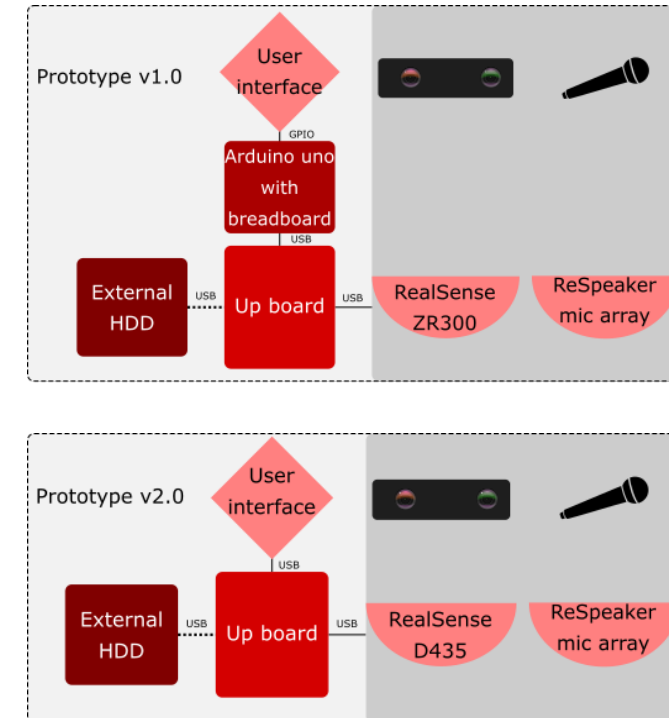 Prototype v1.0
User
interface
GPIO
Arduino uno
with
breadboard
USB
External
HDD
USB
Up board
USB
RealSense
ZR300
ReSpeaker
mic array
Prototype v2.0
User
interface
USB
External
HDD
USB
Up board
USB
RealSense
D435
ReSpeaker
mic array